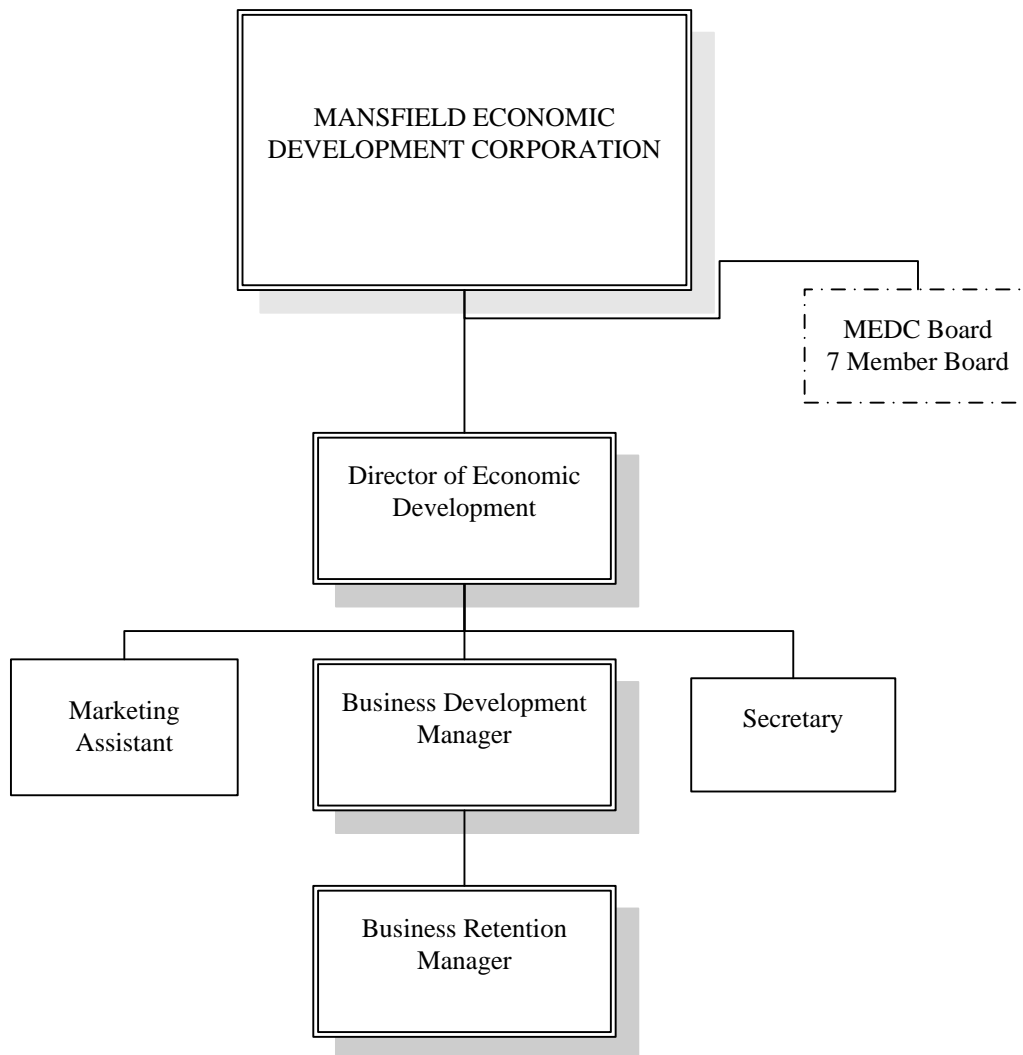 MANSFIELD ECONOMIC
DEVELOPMENT CORPORATION
MEDC Board
7 Member Board
Director of Economic
Development
Marketing
Assistant
Business Development
Manager
Secretary
Business Retention
Manager